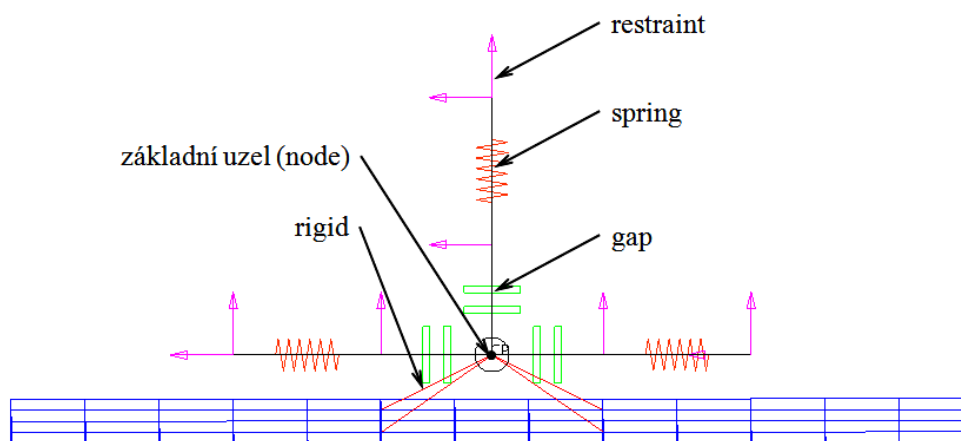 restraint
spring
základní uzel (node)
rigid
gap